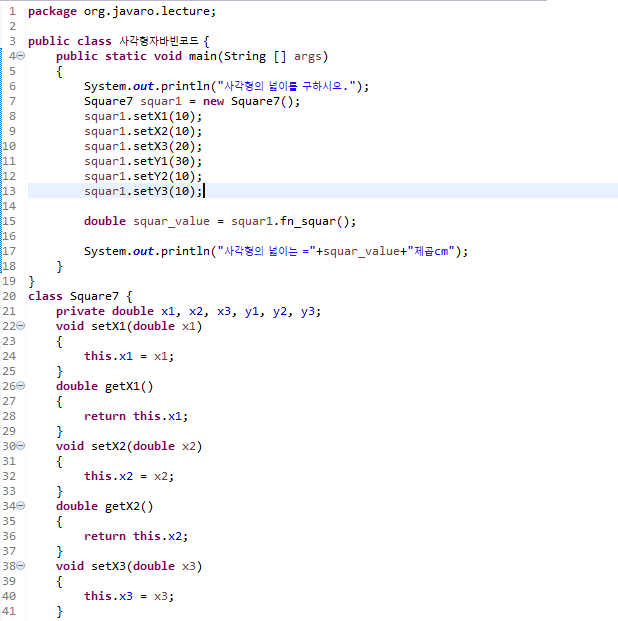 1 package org.javaro.lecture;
2
3 public class 사각형자바빈코드 {
4 public static void main(String [] args)
5 {
6 System.out.println("사각형의 넓이를 구하시오.");
7 Square7 squar1 = new Square7();
8 squar1.setX1(10);
9 squar1.setX2(10);
10 squar1.setX3(20);
11 squar1.setY1(30);
12 squar1.setY2(10);
13 squar1.setY3(10);
14
15 double squar_value = squar1.fn_squar();
16
17 System.out.println("사각형의 넓이는 ="+squar_value+"제곱cm");
18 }
19 }
20 class Square7 {
21 private double x1, x2, x3, y1, y2, y3;
22 void setX1(double x1)
23 {
24 this.x1 = x1;
25 }
26 double getX1()
27 {
28 return this.x1;
29 }
30 void setX2(double x2)
31 {
32 this.x2 = x2;
33 }
34 double getX2()
35 {
36 return this.x2;
37 }
38 void setX3(double x3)
39 {
40 this.x3 = x3;
41 }